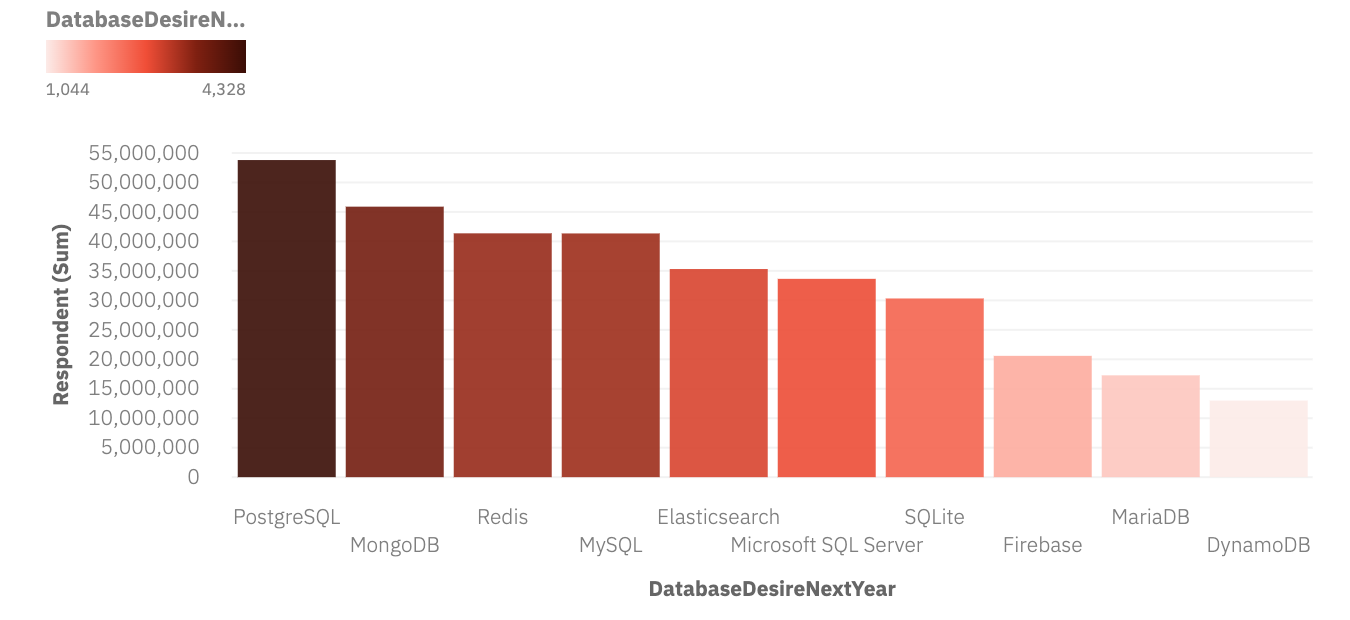 DatabaseDesireN...
1,044 4,328
55,000,000
50,000,000
45,000,000
40,000,000
35,000,000
30,000,000
25,000,000
20,000,000
15,000,000
10,000,000
5,000,000
0
Respondent (Sum)
PostgreSQL Redis Elasticsearch SQLite MariaDB
MongoDB MySQL Microsoft SQL Server Firebase DynamoDB
DatabaseDesireNextYear